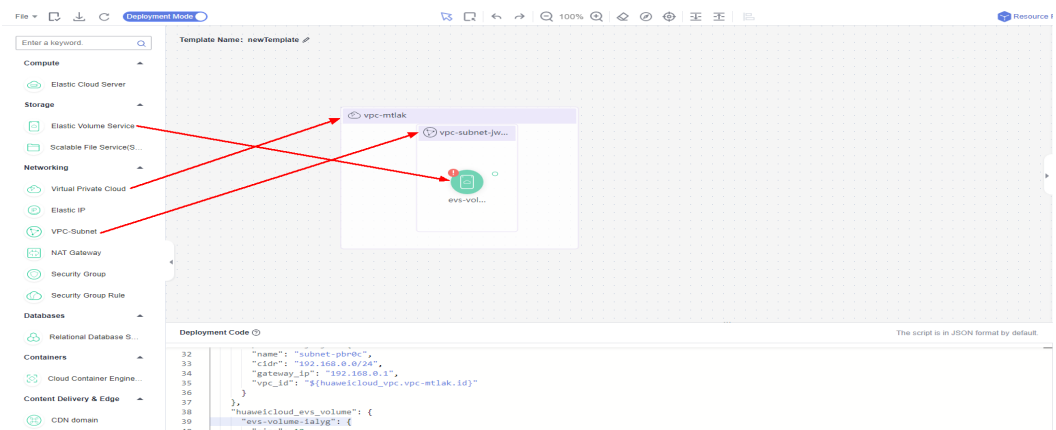 File
Deployment Mode
100%
Resource
Enter a keyword.
Compute
Elastic Cloud Server
Storage
Elastic Volume Service
Scalable File Service(S...
Networking
Virtual Private Cloud
Elastic IP
VPC-Subnet
NAT Gateway
Security Group
Security Group Rule
Databases
Relational Database S...
Containers
Cloud Container Engine...
Content Delivery & Edge
CDN domain
Template Name: newTemplate
vpc-mtlak
vpc-subnet-jw...
evs-vol...
Deployment Code
The script is in JSON format by default.
32 "name": "subnet-pbr0c",
33 "cidr": "192.168.0.0/24",
34 "gateway_ip": "192.168.0.1",
35 "vpc_id": "${huaweicloud_vpc.vpc-mtlak.id}"
36 }
37 },
38 "huaweicloud_evs_volume": {
39 "evs-volume-ialyg": {